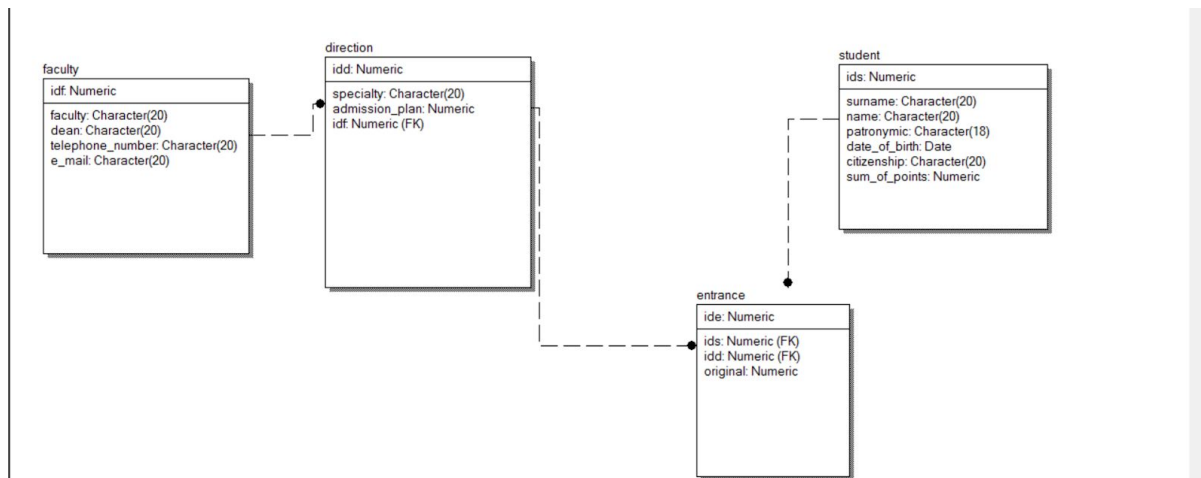 faculty
idf: Numeric
faculty: Character(20)
dean: Character(20)
telephone_number: Character(20)
e_mail: Character(20)
direction
idd: Numeric
specialty: Character(20)
admission_plan: Numeric
idf: Numeric (FK)
student
ids: Numeric
surname: Character(20)
name: Character(20)
patronymic: Character(18)
date_of_birth: Date
citizenship: Character(20)
sum_of_points: Numeric
entrance
ide: Numeric
ids: Numeric (FK)
idd: Numeric (FK)
original: Numeric